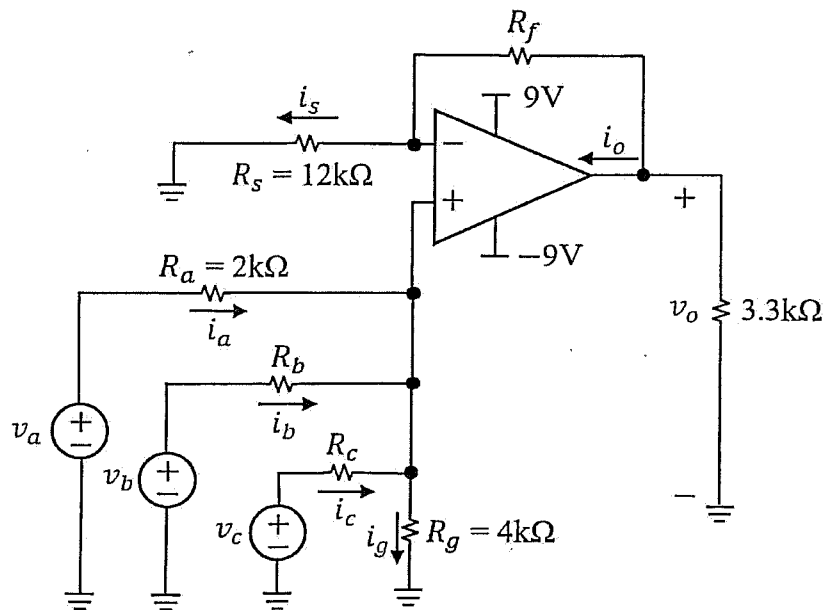 R_f
9V
i_s
−
i_o
R_s = 12kΩ
+
+
−9V
R_a = 2kΩ
v_o
3.3kΩ
i_a
R_b
+
v_a
−
i_b
R_c
+
v_b
−
−
i_c
+
v_c
−
i_g
R_g = 4kΩ